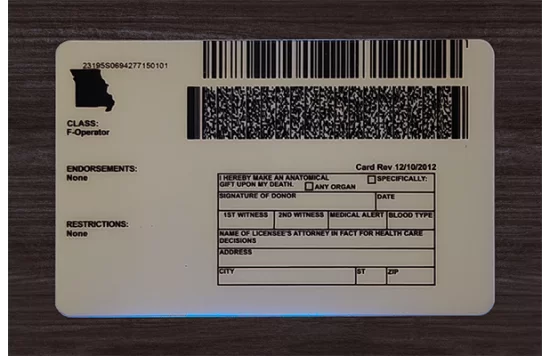 23195S0694277150101
CLASS:
F-Operator
ENDORSEMENTS:
None
RESTRICTIONS:
None
Card Rev 12/10/2012
I HEREBY MAKE AN ANATOMICAL GIFT UPON MY DEATH.
ANY ORGAN
SPECIFICALLY:
SIGNATURE OF DONOR
DATE
1ST WITNESS
2ND WITNESS
MEDICAL ALERT
BLOOD TYPE
NAME OF LICENSEE'S ATTORNEY IN FACT FOR HEALTH CARE
DECISIONS
ADDRESS
CITY
ST
ZIP